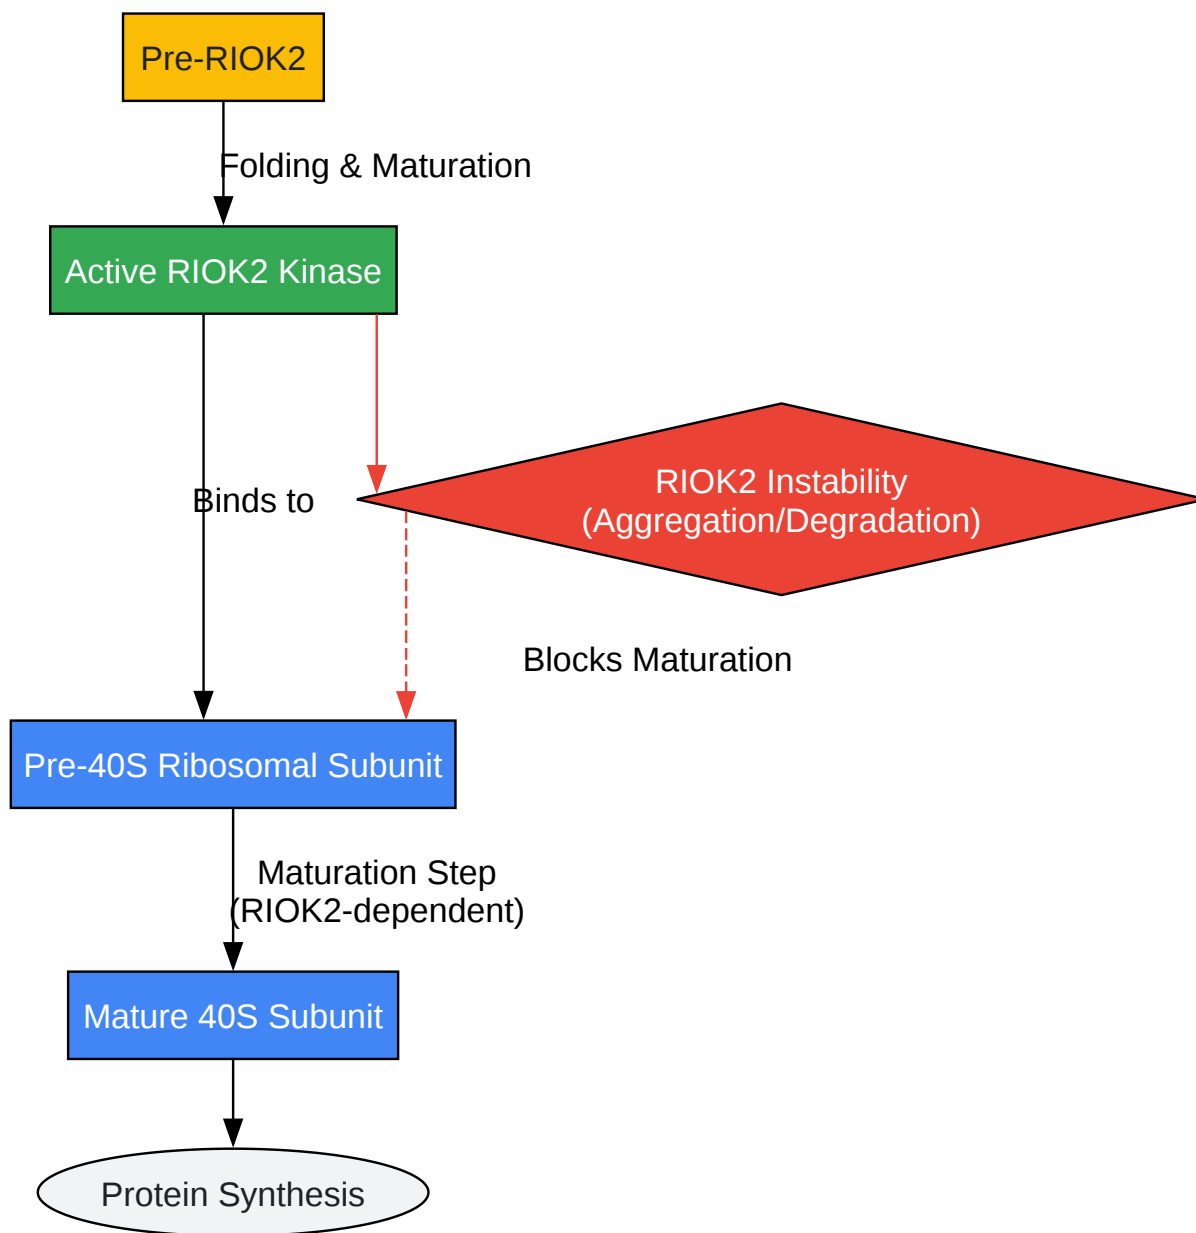 Pre-RIOK2
Folding & Maturation
Active RIOK2 Kinase
RIOK2 Instability
(Aggregation/Degradation)
Binds to
Blocks Maturation
Pre-40S Ribosomal Subunit
Maturation Step
(RIOK2-dependent)
Mature 40S Subunit
Protein Synthesis